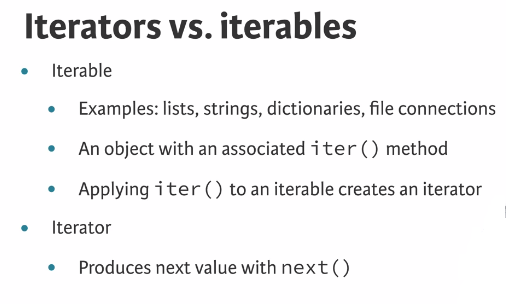 Iterators vs. iterables
• Iterable
• Examples: lists, strings, dictionaries, file connections
• An object with an associated iter() method
• Applying iter() to an iterable creates an iterator
• Iterator
• Produces next value with next()